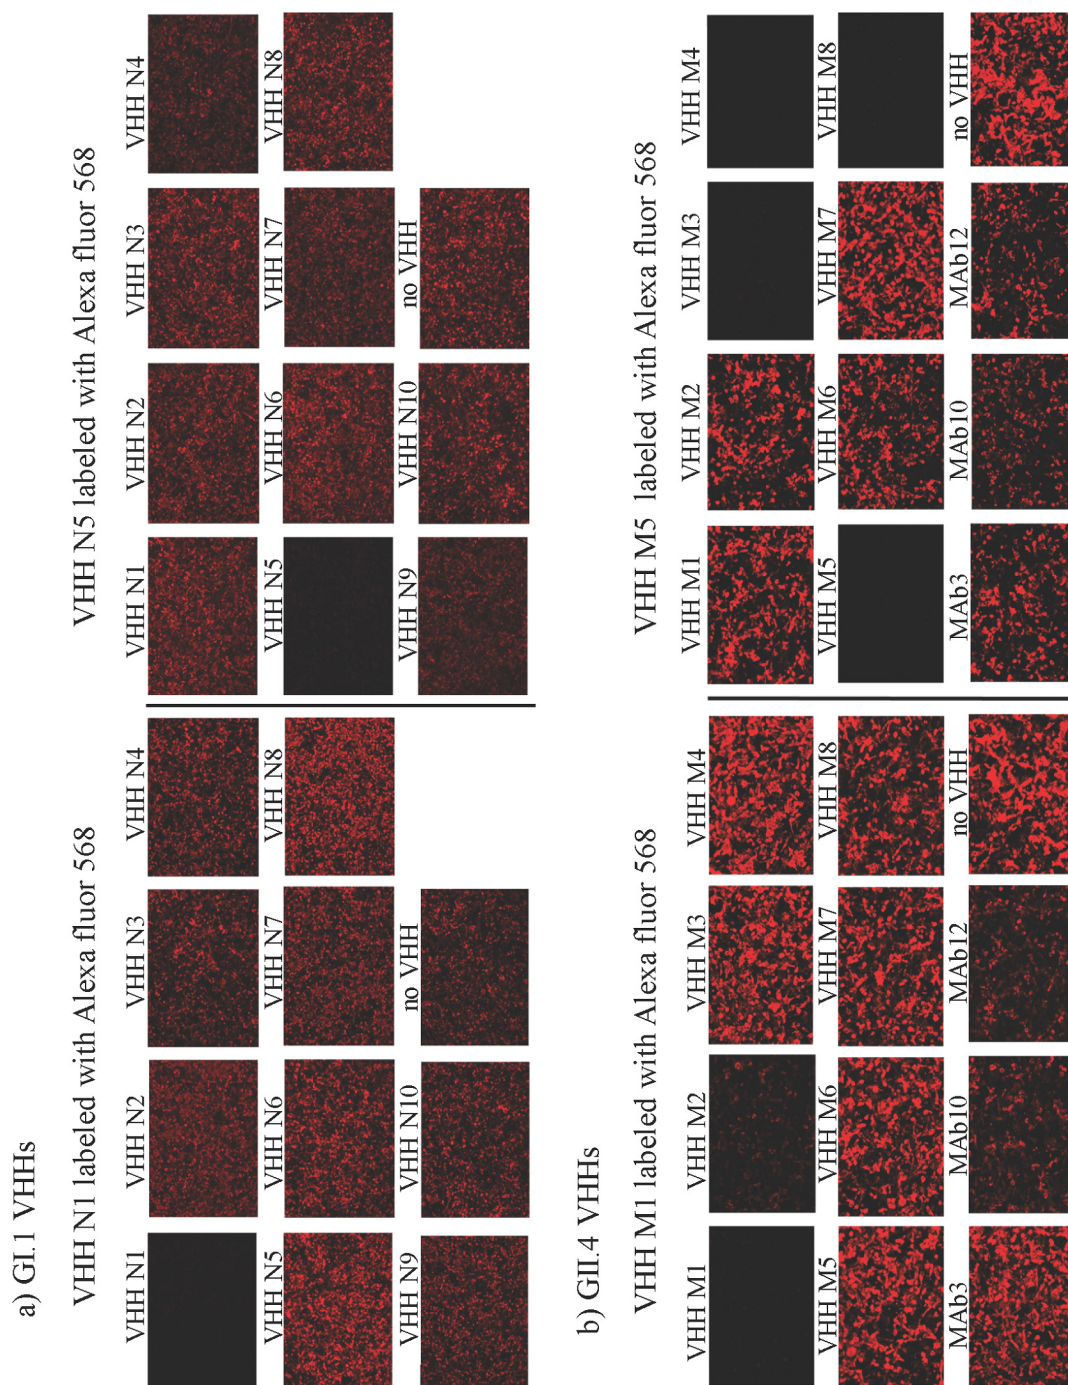 a) GI.1 VHHs
VHH N1 labeled with Alexa fluor 568
VHH N1 VHH N2 VHH N3 VHH N4
VHH N5 VHH N6 VHH N7 VHH N8
VHH N9 VHH N10 no VHH
VHH N5 labeled with Alexa fluor 568
VHH N1 VHH N2 VHH N3 VHH N4
VHH N5 VHH N6 VHH N7 VHH N8
VHH N9 VHH N10 no VHH
b) GII.4 VHHs
VHH M1 labeled with Alexa fluor 568
VHH M1 VHH M2 VHH M3 VHH M4
VHH M5 VHH M6 VHH M7 VHH M8
MAb3 MAb10 MAb12 no VHH
VHH M5 labeled with Alexa fluor 568
VHH M1 VHH M2 VHH M3 VHH M4
VHH M5 VHH M6 VHH M7 VHH M8
MAb3 MAb10 MAb12 no VHH